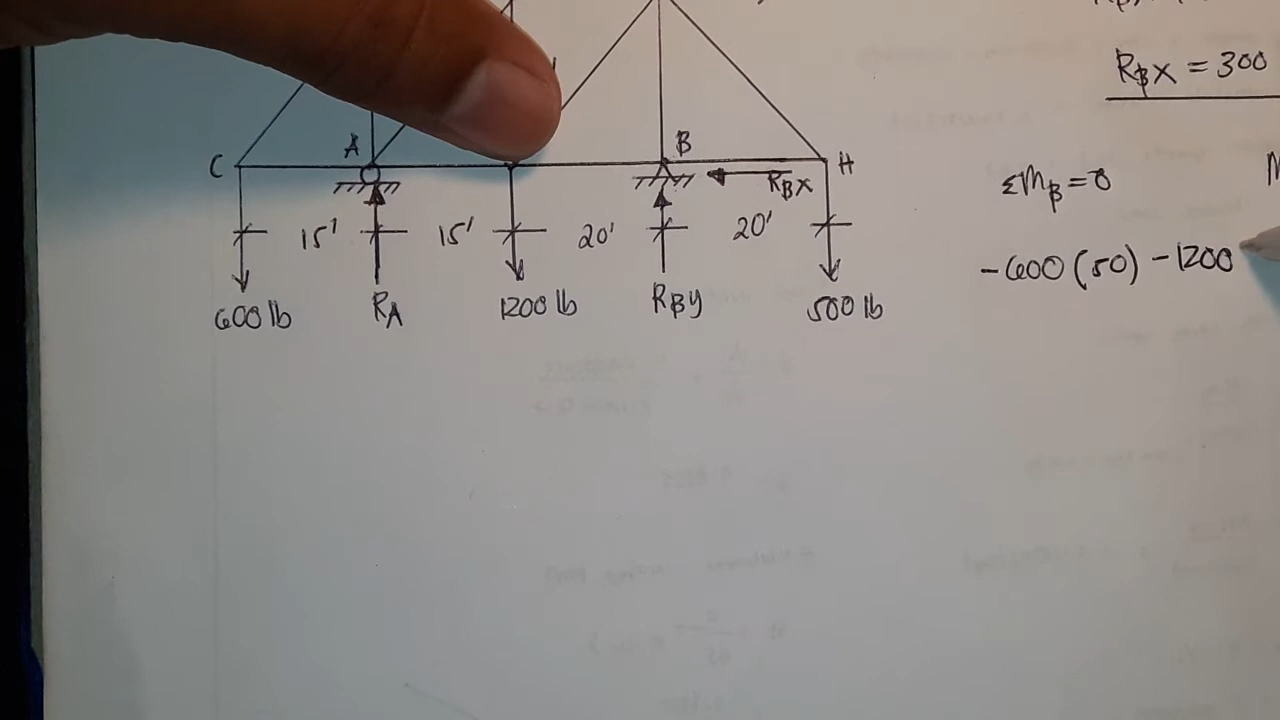 RBX = 300
A
B
C
H
RBX
ΣMB = 0
15'
15'
20'
20'
-600 (50) - 1200
600 lb
RA
1200 lb
RBY
500 lb